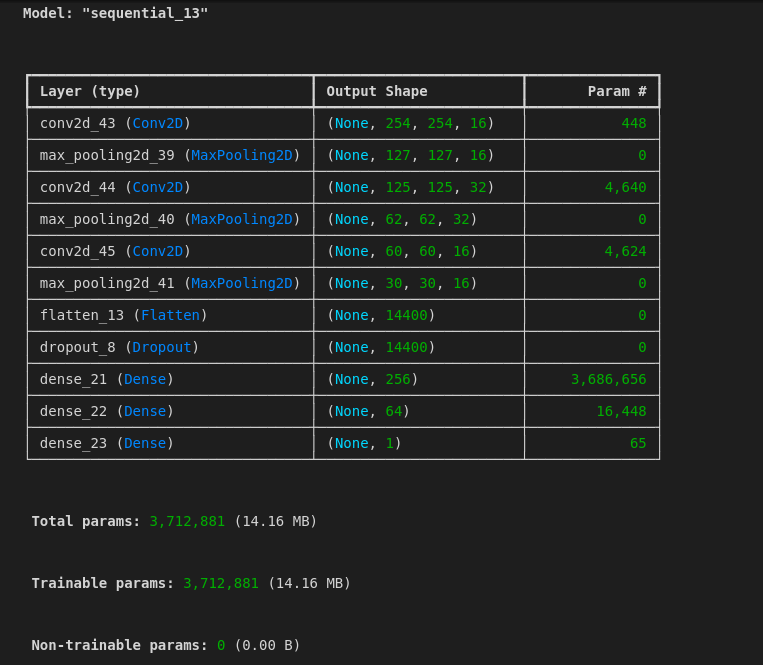 Model: "sequential_13"
Layer (type) Output Shape Param #
conv2d_43 (Conv2D) (None, 254, 254, 16) 448
max_pooling2d_39 (MaxPooling2D) (None, 127, 127, 16) 0
conv2d_44 (Conv2D) (None, 125, 125, 32) 4,640
max_pooling2d_40 (MaxPooling2D) (None, 62, 62, 32) 0
conv2d_45 (Conv2D) (None, 60, 60, 16) 4,624
max_pooling2d_41 (MaxPooling2D) (None, 30, 30, 16) 0
flatten_13 (Flatten) (None, 14400) 0
dropout_8 (Dropout) (None, 14400) 0
dense_21 (Dense) (None, 256) 3,686,656
dense_22 (Dense) (None, 64) 16,448
dense_23 (Dense) (None, 1) 65
Total params: 3,712,881 (14.16 MB)
Trainable params: 3,712,881 (14.16 MB)
Non-trainable params: 0 (0.00 B)